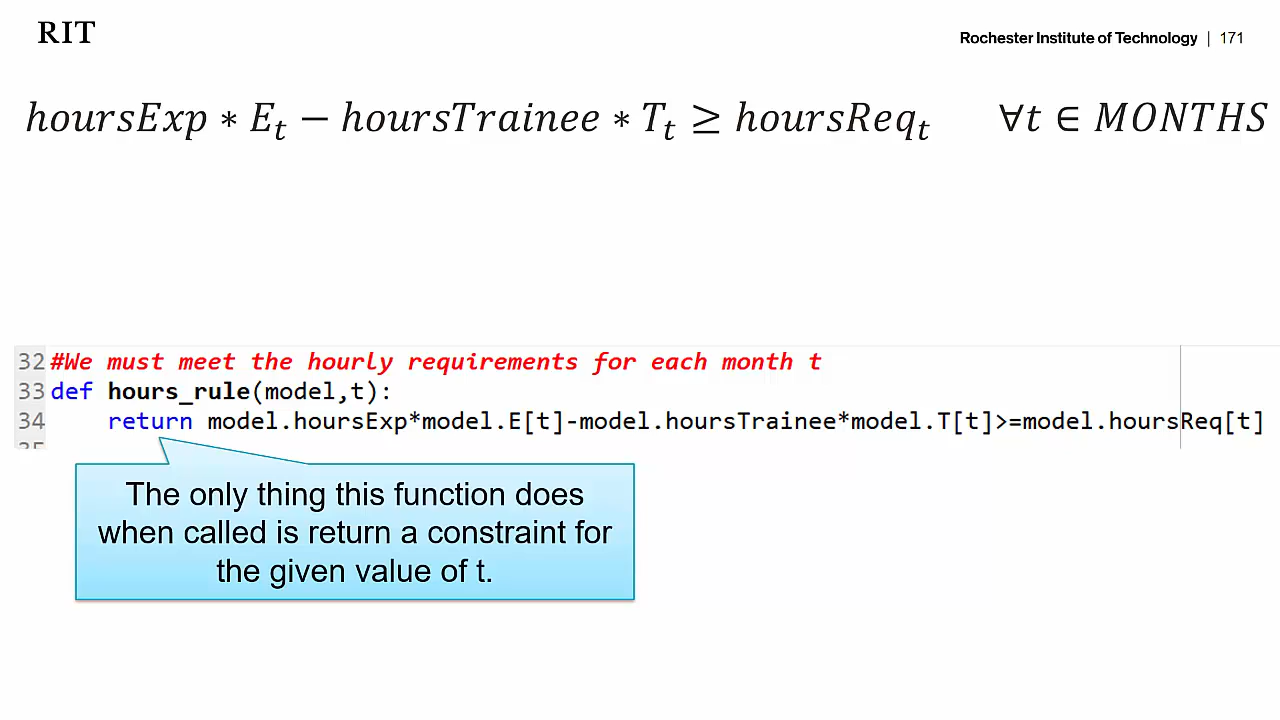 RIT
Rochester Institute of Technology | 171
hoursExp * E_t − hoursTrainee * T_t ≥ hoursReq_t ∀t ∈ MONTHS
32 #We must meet the hourly requirements for each month t
33 def hours_rule(model,t):
34 return model.hoursExp*model.E[t]-model.hoursTrainee*model.T[t]>=model.hoursReq[t]
The only thing this function does
when called is return a constraint for
the given value of t.